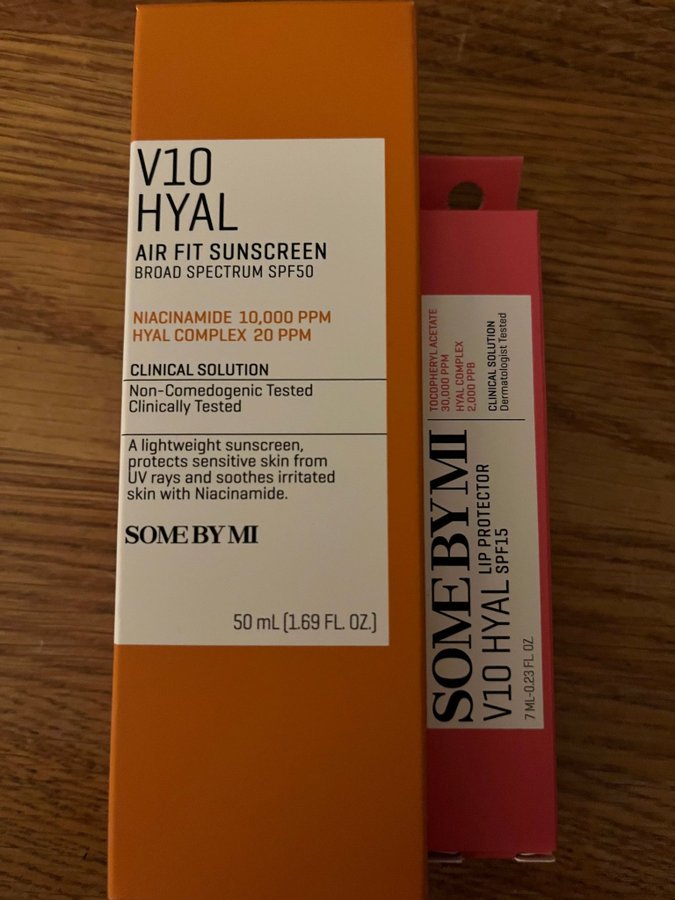 V10
HYAL
AIR FIT SUNSCREEN
BROAD SPECTRUM SPF50
NIACINAMIDE 10,000 PPM
HYAL COMPLEX 20 PPM
CLINICAL SOLUTION
Non-Comedogenic Tested
Clinically Tested
A lightweight sunscreen,
protects sensitive skin from
UV rays and soothes irritated
skin with Niacinamide.
SOME BY MI
50 mL (1.69 FL. OZ.)
SOME BY MI
V10 HYAL LIP PROTECTOR
SPF15
7 ML-0.23 FL. OZ.
TOCOPHERYL ACETATE
30,000 PPM
HYAL COMPLEX
2,000 PPB
CLINICAL SOLUTION
Dermatologist Tested